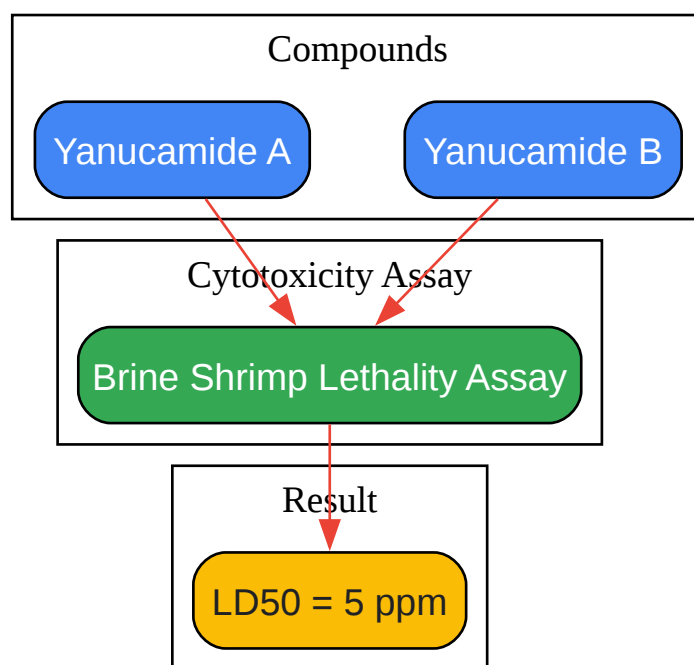 Compounds
Yanucamide A
Yanucamide B
Cytotoxicity Assay
Brine Shrimp Lethality Assay
Result
LD50 = 5 ppm